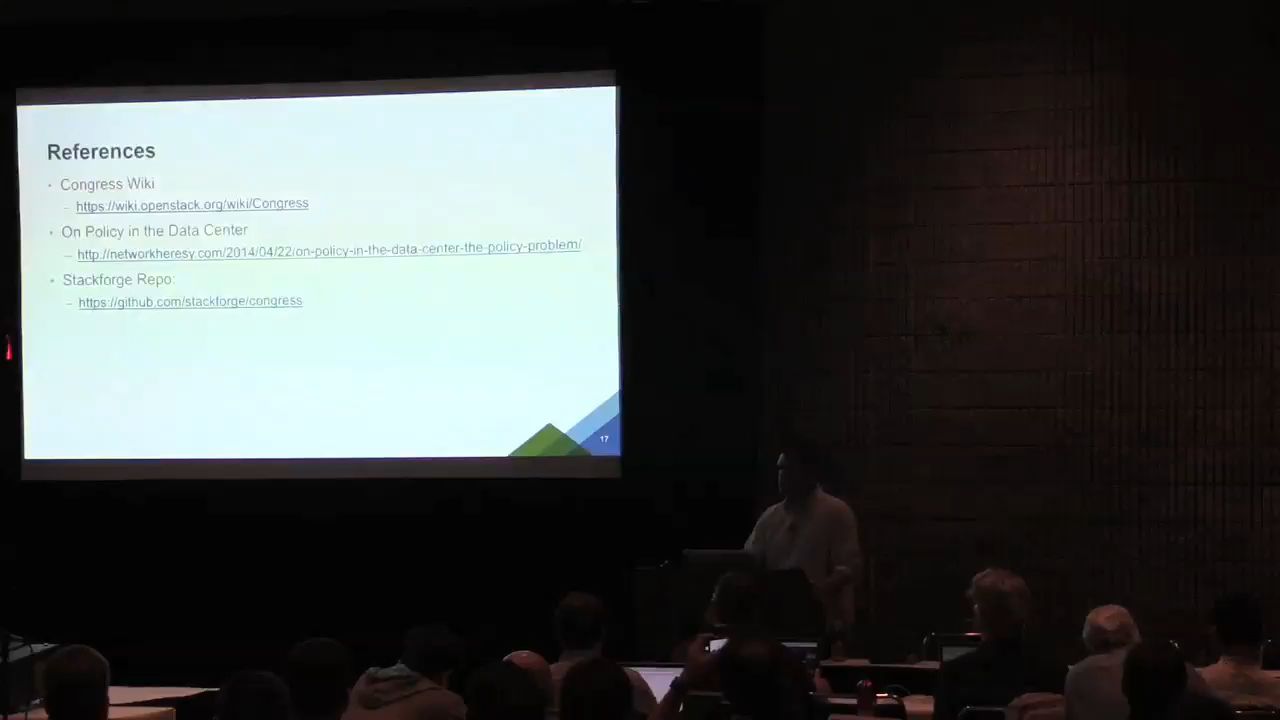 References
Congress Wiki
https://wiki.openstack.org/wiki/Congress
On Policy in the Data Center
http://networkheresy.com/2014/04/22/on-policy-in-the-data-center-the-policy-problem/
Stackforge Repo:
https://github.com/stackforge/congress
17